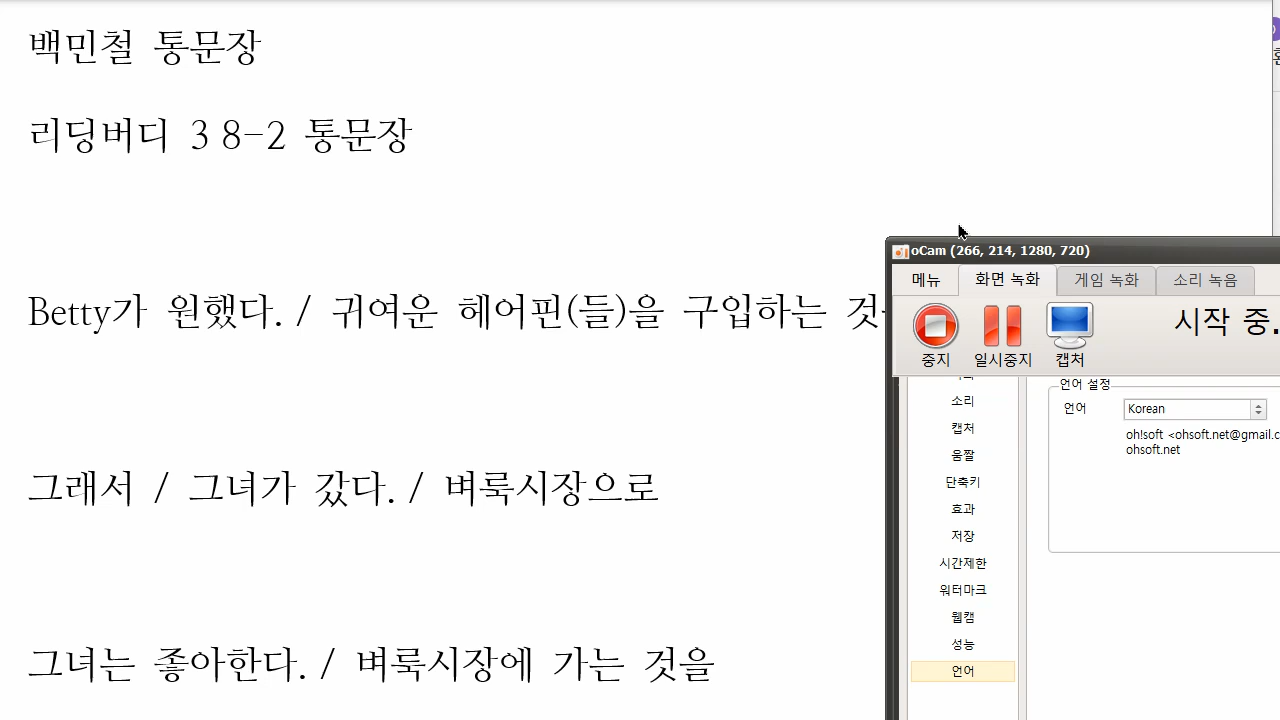 백민철 통문장
리딩버디 3 8-2 통문장
Betty가 원했다. / 귀여운 헤어핀(들)을 구입하는 것
그래서 / 그녀가 갔다. / 벼룩시장으로
그녀는 좋아한다. / 벼룩시장에 가는 것을
oCam (266, 214, 1280, 720)
메뉴
화면 녹화
게임 녹화
소리 녹음
중지
일시중지
캡처
시작 중.
소리
캡처
움짤
단축키
효과
저장
시간제한
워터마크
웹캠
성능
언어
언어 설정
언어
Korean
oh!soft <ohsoft.net@gmail.c
ohsoft.net